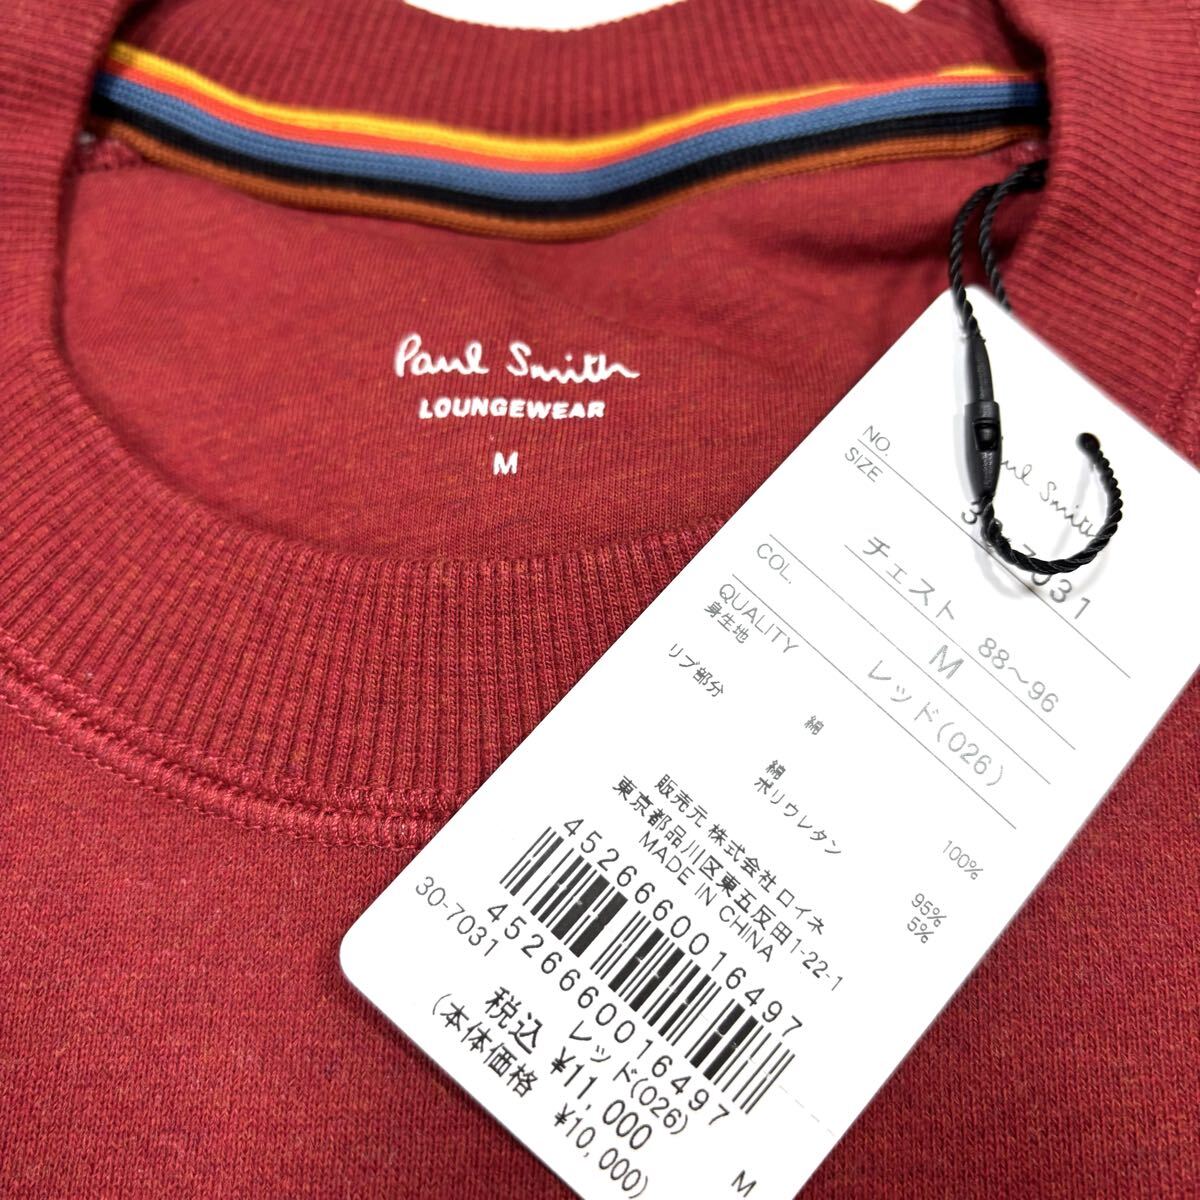 Paul Smith
LOUNGEWEAR
M
Paul Smith
NO.
SIZE チェスト 88~96
M
COL. レッド(026)
QUALITY
身生地 綿 100%
リブ部分 綿 95%
ポリウレタン 5%
販売元 株式会社ロイネ
東京都品川区東五反田1-22-1
MADE IN CHINA
4526660016497
4526660016497
30-7031 レッド(026) M
税込 ¥11,000
(本体価格 ¥10,000)